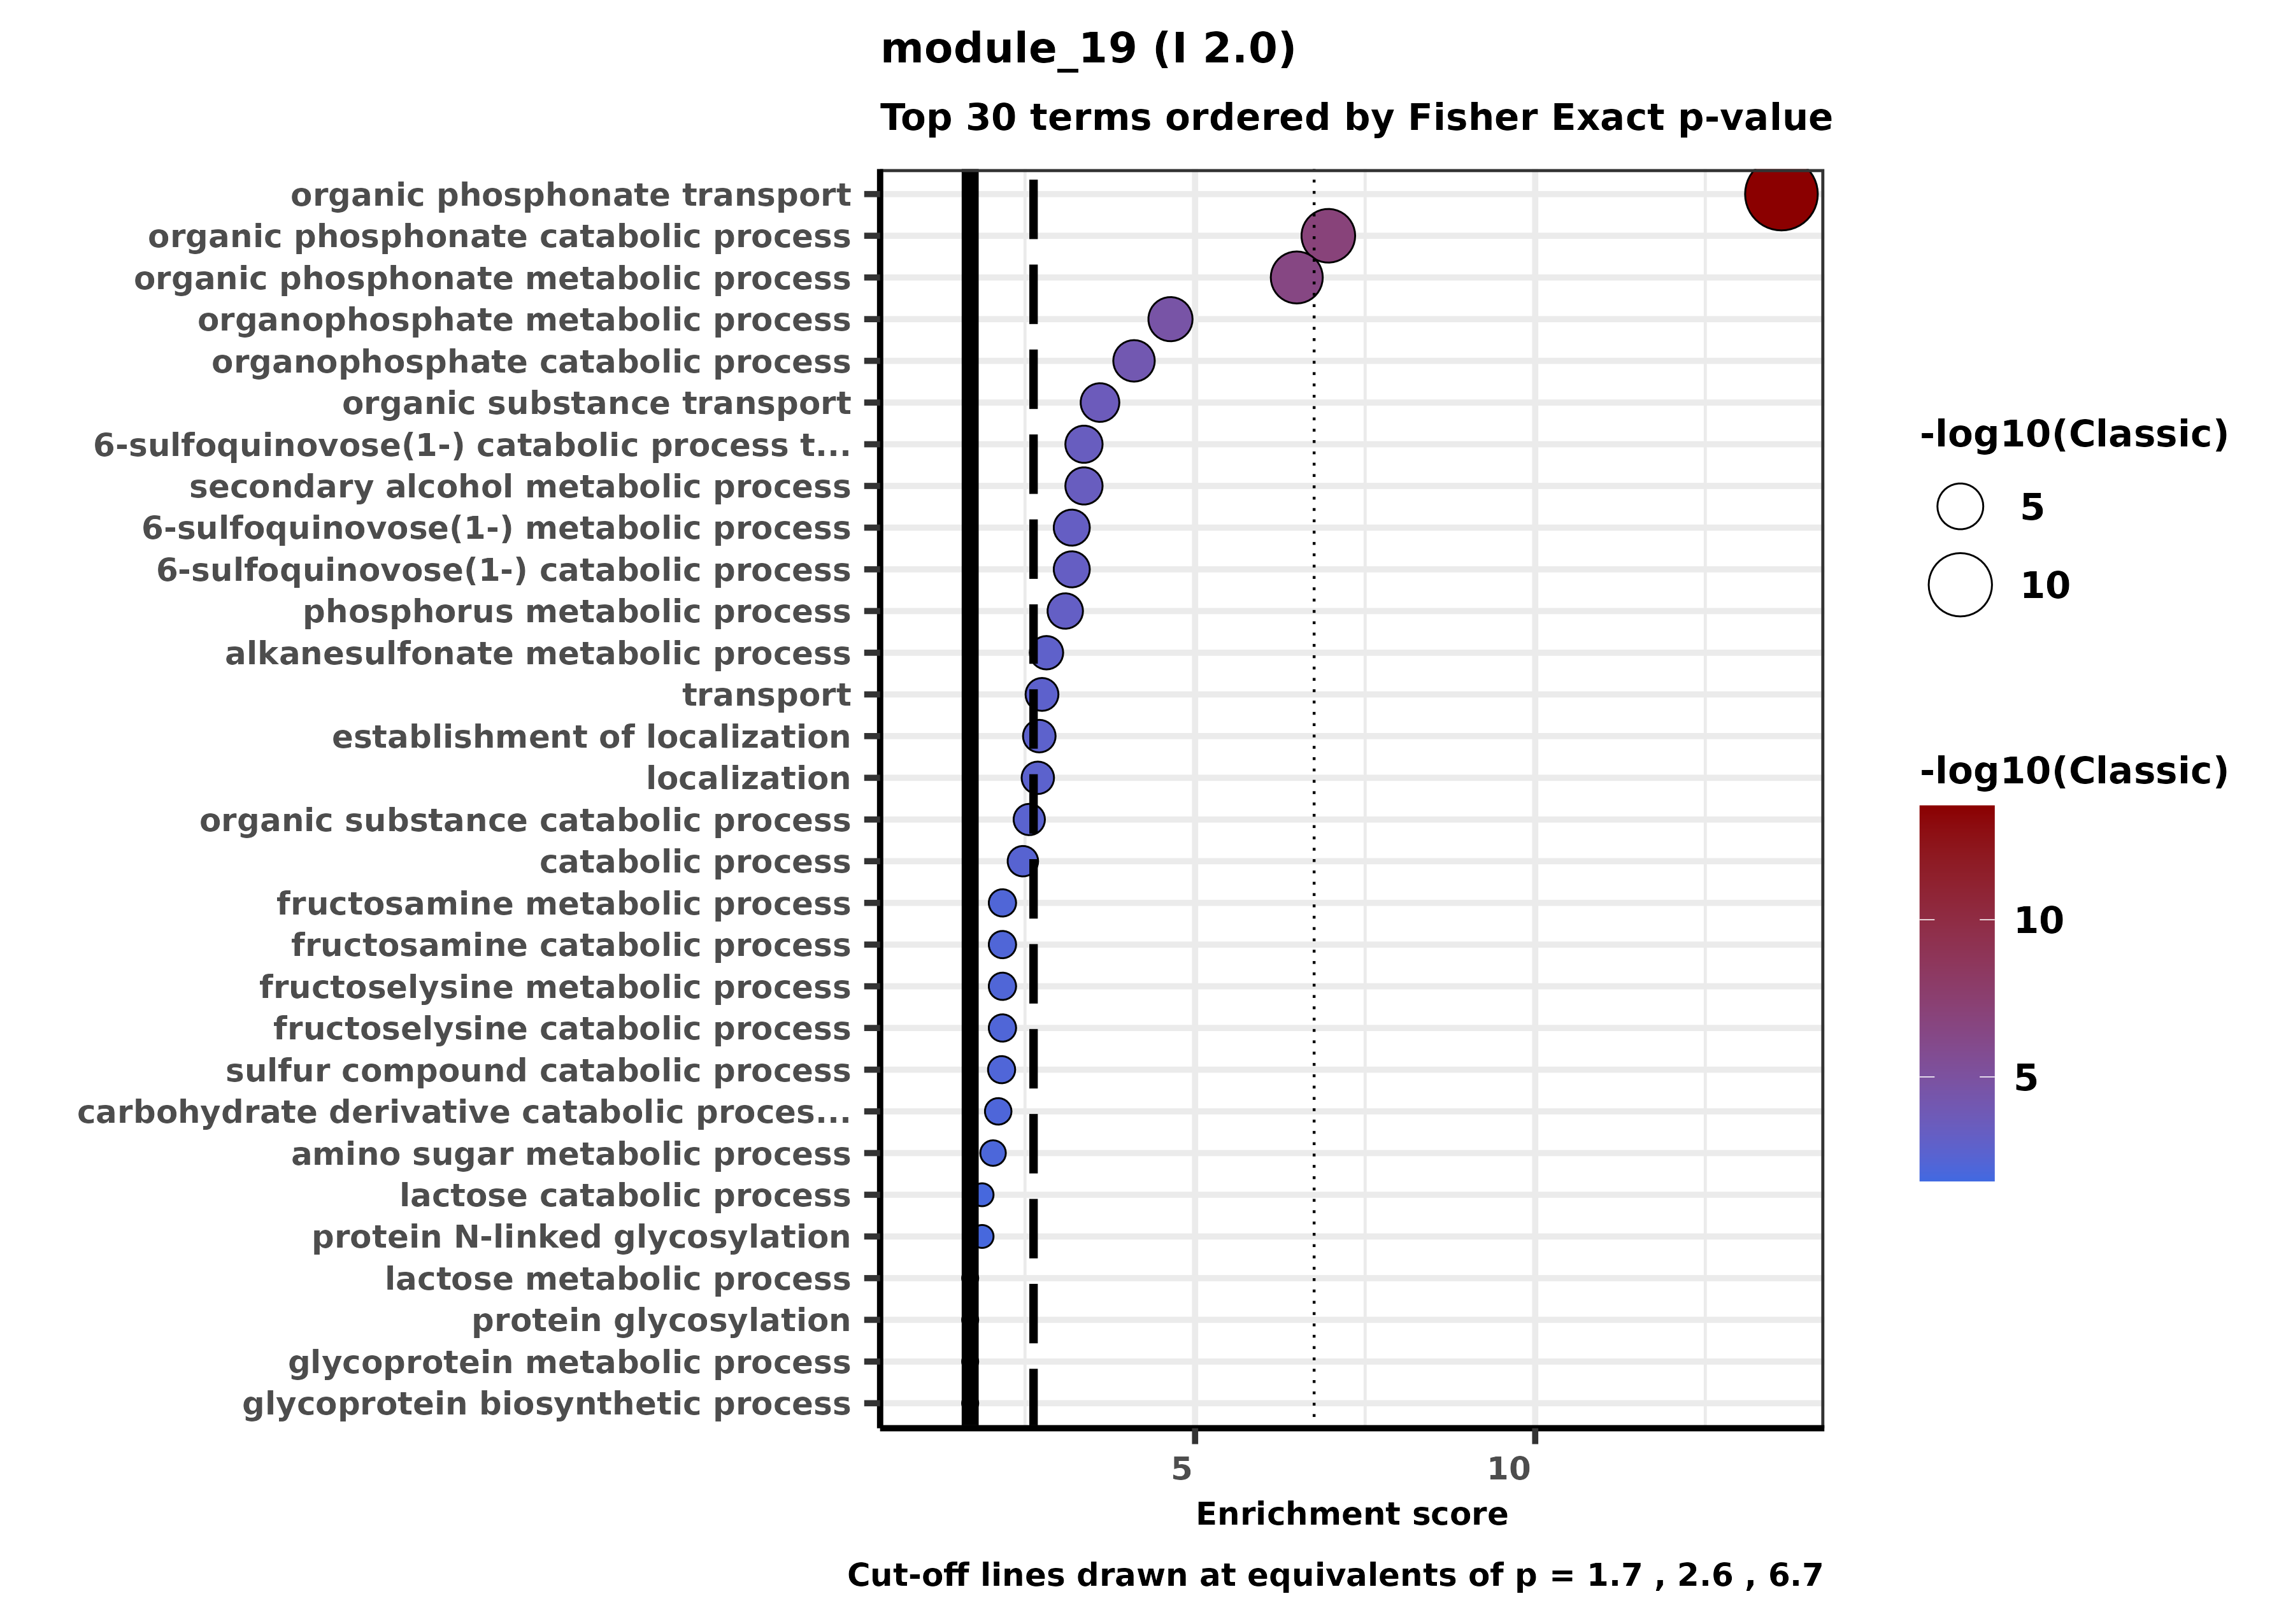 module_19 (I 2.0)
Top 30 terms ordered by Fisher Exact p-value
organic phosphonate transport
organic phosphonate catabolic process
organic phosphonate metabolic process
organophosphate metabolic process
organophosphate catabolic process
organic substance transport
6-sulfoquinovose(1-) catabolic process t...
secondary alcohol metabolic process
6-sulfoquinovose(1-) metabolic process
6-sulfoquinovose(1-) catabolic process
phosphorus metabolic process
alkanesulfonate metabolic process
transport
establishment of localization
localization
organic substance catabolic process
catabolic process
fructosamine metabolic process
fructosamine catabolic process
fructoselysine metabolic process
fructoselysine catabolic process
sulfur compound catabolic process
carbohydrate derivative catabolic proces...
amino sugar metabolic process
lactose catabolic process
protein N-linked glycosylation
lactose metabolic process
protein glycosylation
glycoprotein metabolic process
glycoprotein biosynthetic process
5 10
Enrichment score
Cut-off lines drawn at equivalents of p = 1.7 , 2.6 , 6.7
-log10(Classic)
5
10
-log10(Classic)
10
5